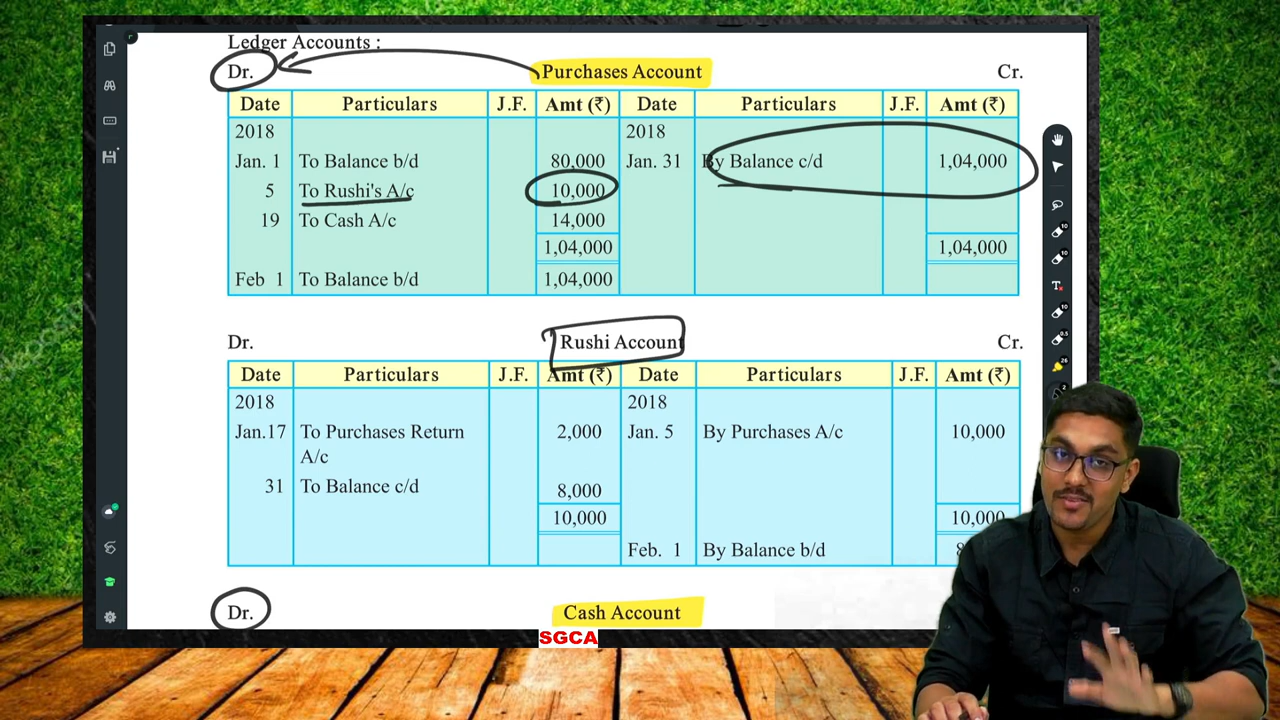 Ledger Accounts :
Dr. Purchases Account Cr.
Date Particulars J.F. Amt (₹) Date Particulars J.F. Amt (₹)
2018 2018
Jan. 1 To Balance b/d 80,000 Jan. 31 By Balance c/d 1,04,000
5 To Rushi's A/c 10,000
19 To Cash A/c 14,000
1,04,000 1,04,000
Feb 1 To Balance b/d 1,04,000
Dr. Rushi Account Cr.
Date Particulars J.F. Amt (₹) Date Particulars J.F. Amt (₹)
2018 2018
Jan.17 To Purchases Return 2,000 Jan. 5 By Purchases A/c 10,000
A/c
31 To Balance c/d 8,000
10,000 10,000
Feb. 1 By Balance b/d
Dr. Cash Account
SGCA